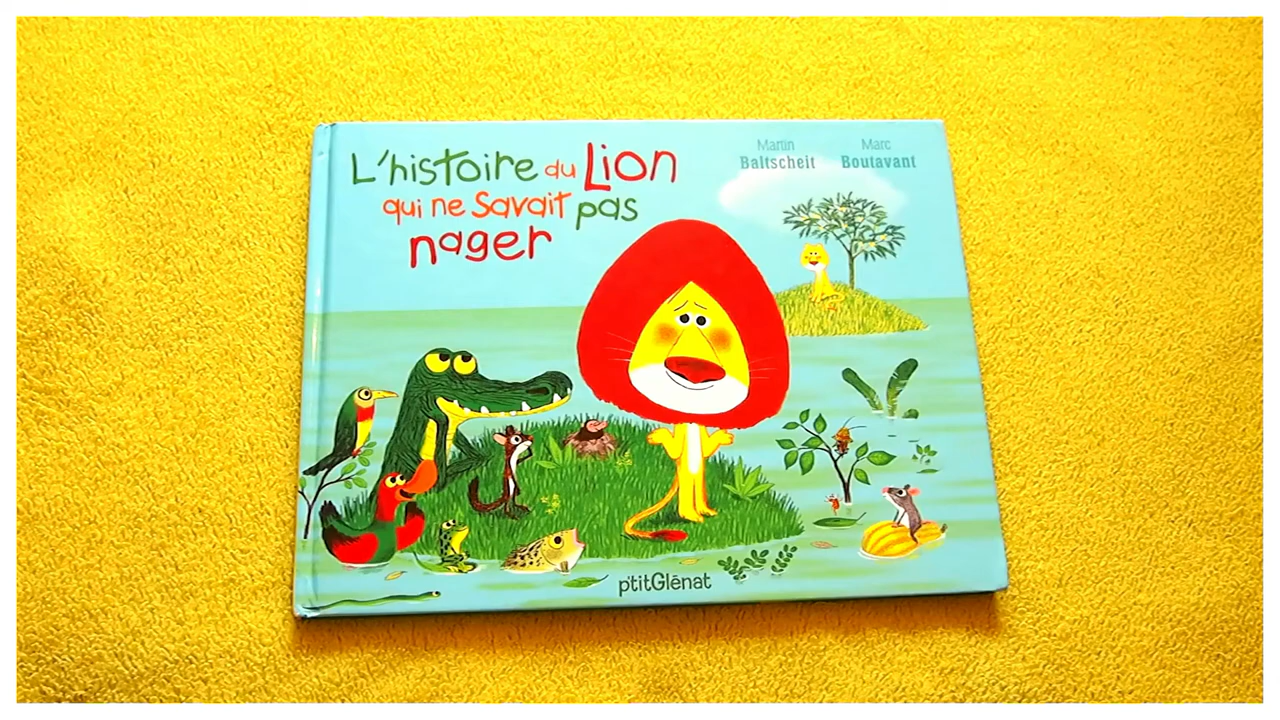 L'histoire du Lion
qui ne Savait pas
nager
Martin
Baltscheit
Marc
Boutavant
p'titGlénat